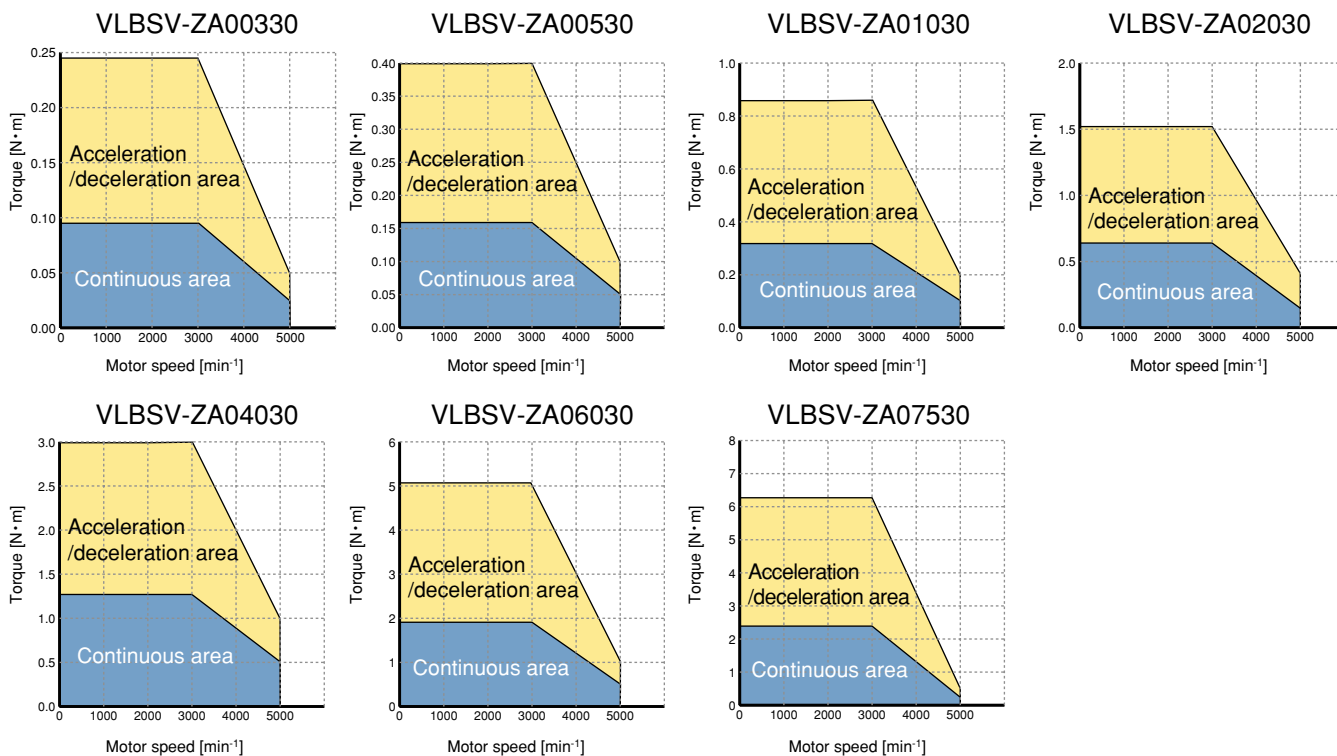 VLBSV-ZA00330
0.25
0.20
0.15
0.10
0.05
0.00
Torque [N・m]
Acceleration
/deceleration area
Continuous area
0 1000 2000 3000 4000 5000
Motor speed [min⁻¹]
VLBSV-ZA00530
0.40
0.35
0.30
0.25
0.20
0.15
0.10
0.05
0.00
Torque [N・m]
Acceleration
/deceleration area
Continuous area
0 1000 2000 3000 4000 5000
Motor speed [min⁻¹]
VLBSV-ZA01030
1.0
0.8
0.6
0.4
0.2
0.0
Torque [N・m]
Acceleration
/deceleration area
Continuous area
0 1000 2000 3000 4000 5000
Motor speed [min⁻¹]
VLBSV-ZA02030
2.0
1.5
1.0
0.5
0.0
Torque [N・m]
Acceleration
/deceleration area
Continuous area
0 1000 2000 3000 4000 5000
Motor speed [min⁻¹]
VLBSV-ZA04030
3.0
2.5
2.0
1.5
1.0
0.5
0.0
Torque [N・m]
Acceleration
/deceleration area
Continuous area
0 1000 2000 3000 4000 5000
Motor speed [min⁻¹]
VLBSV-ZA06030
6
5
4
3
2
1
0
Torque [N・m]
Acceleration
/deceleration area
Continuous area
0 1000 2000 3000 4000 5000
Motor speed [min⁻¹]
VLBSV-ZA07530
8
7
6
5
4
3
2
1
0
Torque [N・m]
Acceleration
/deceleration area
Continuous area
0 1000 2000 3000 4000 5000
Motor speed [min⁻¹]